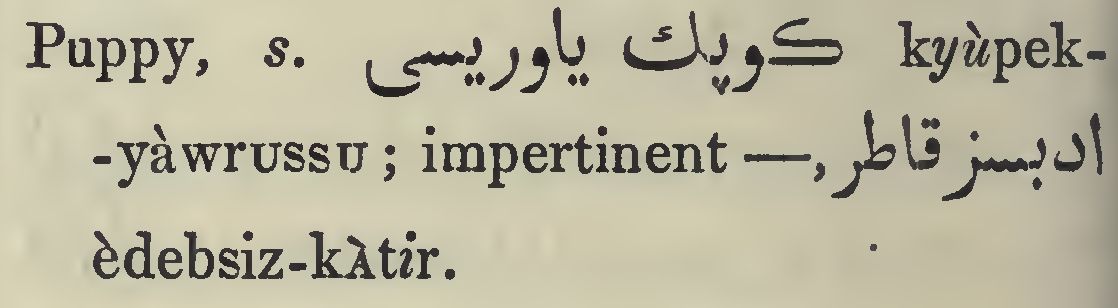 Puppy, s. كوپك ياوريسى kyùpek-
-yàwrussu; impertinent —, ادبسز قاطر
èdebsiz-kàtir.